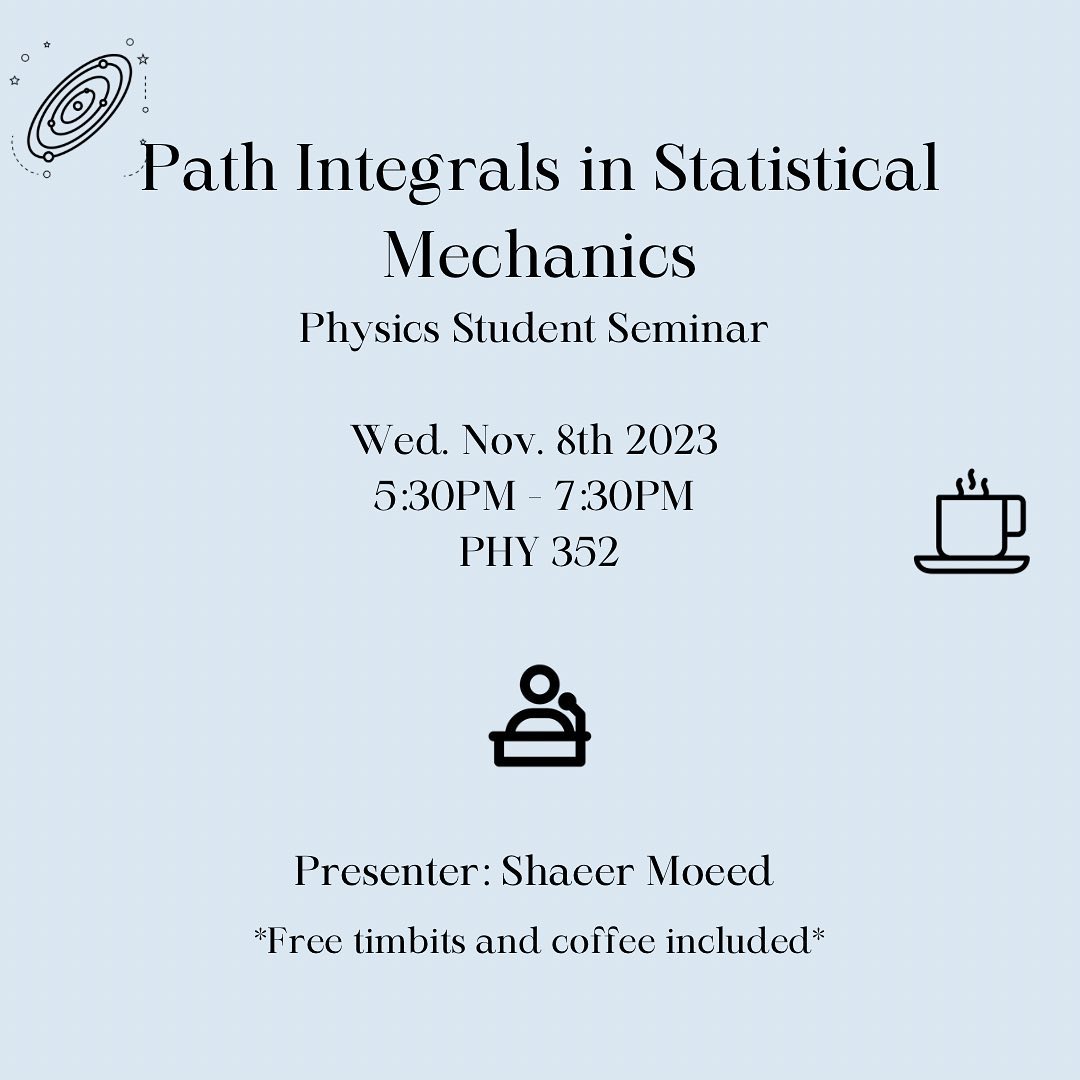 Path Integrals in Statistical
Mechanics
Physics Student Seminar
Wed. Nov. 8th 2023
5:30PM - 7:30PM
PHY 352
Presenter: Shaeer Moeed
*Free timbits and coffee included*